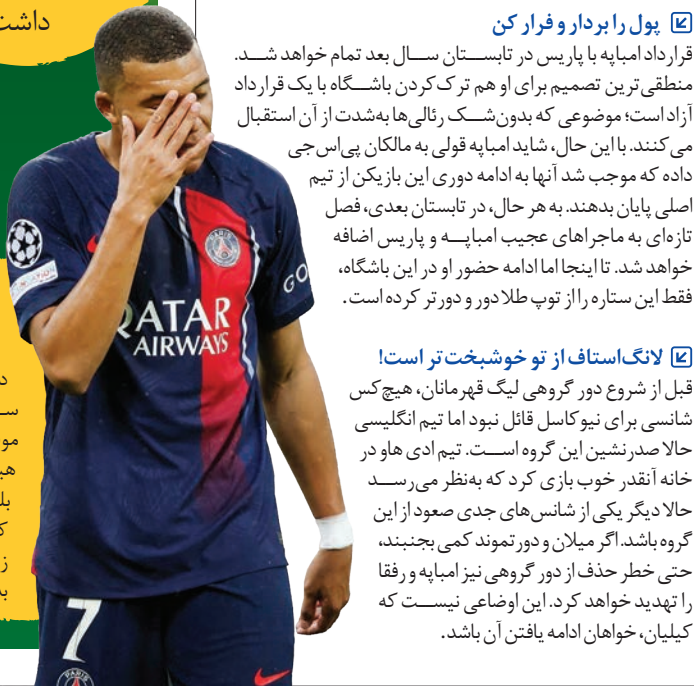 پول را بردار و فرار کن
قرارداد امباپه با پاریس در تابستان سال بعد تمام خواهد شد.
منطقی‌ترین تصمیم برای او هم ترک کردن باشگاه با یک قرارداد
آزاد است؛ موضوعی که بدون‌شک رئالی‌ها به‌شدت از آن استقبال
می‌کنند. با این حال، شاید امباپه قولی به مالکان پی‌اس‌جی
داده که موجب شد آنها به ادامه دوری این بازیکن از تیم
اصلی پایان بدهند. به هر حال، در تابستان بعدی، فصل
تازه‌ای به ماجراهای عجیب امباپه و پاریس اضافه
خواهد شد. تا اینجا اما ادامه حضور او در این باشگاه،
فقط این ستاره را از توپ طلا دور و دورتر کرده است.
لانگ‌استاف از تو خوشبخت‌تر است!
قبل از شروع دور گروهی لیگ قهرمانان، هیچ‌کس
شانسی برای نیوکاسل قائل نبود اما تیم انگلیسی
حالا صدرنشین این گروه است. تیم ادی هاو در
خانه آنقدر خوب بازی کرد که به‌نظر می‌رسد
حالا دیگر یکی از شانس‌های جدی صعود از این
گروه باشد. اگر میلان و دورتموند کمی بجنبند،
حتی خطر حذف از دور گروهی نیز امباپه و رفقا
را تهدید خواهد کرد. این اوضاعی نیست که
کیلیان، خواهان ادامه یافتن آن باشد.
QATAR
AIRWAYS
GO
7
PARIS